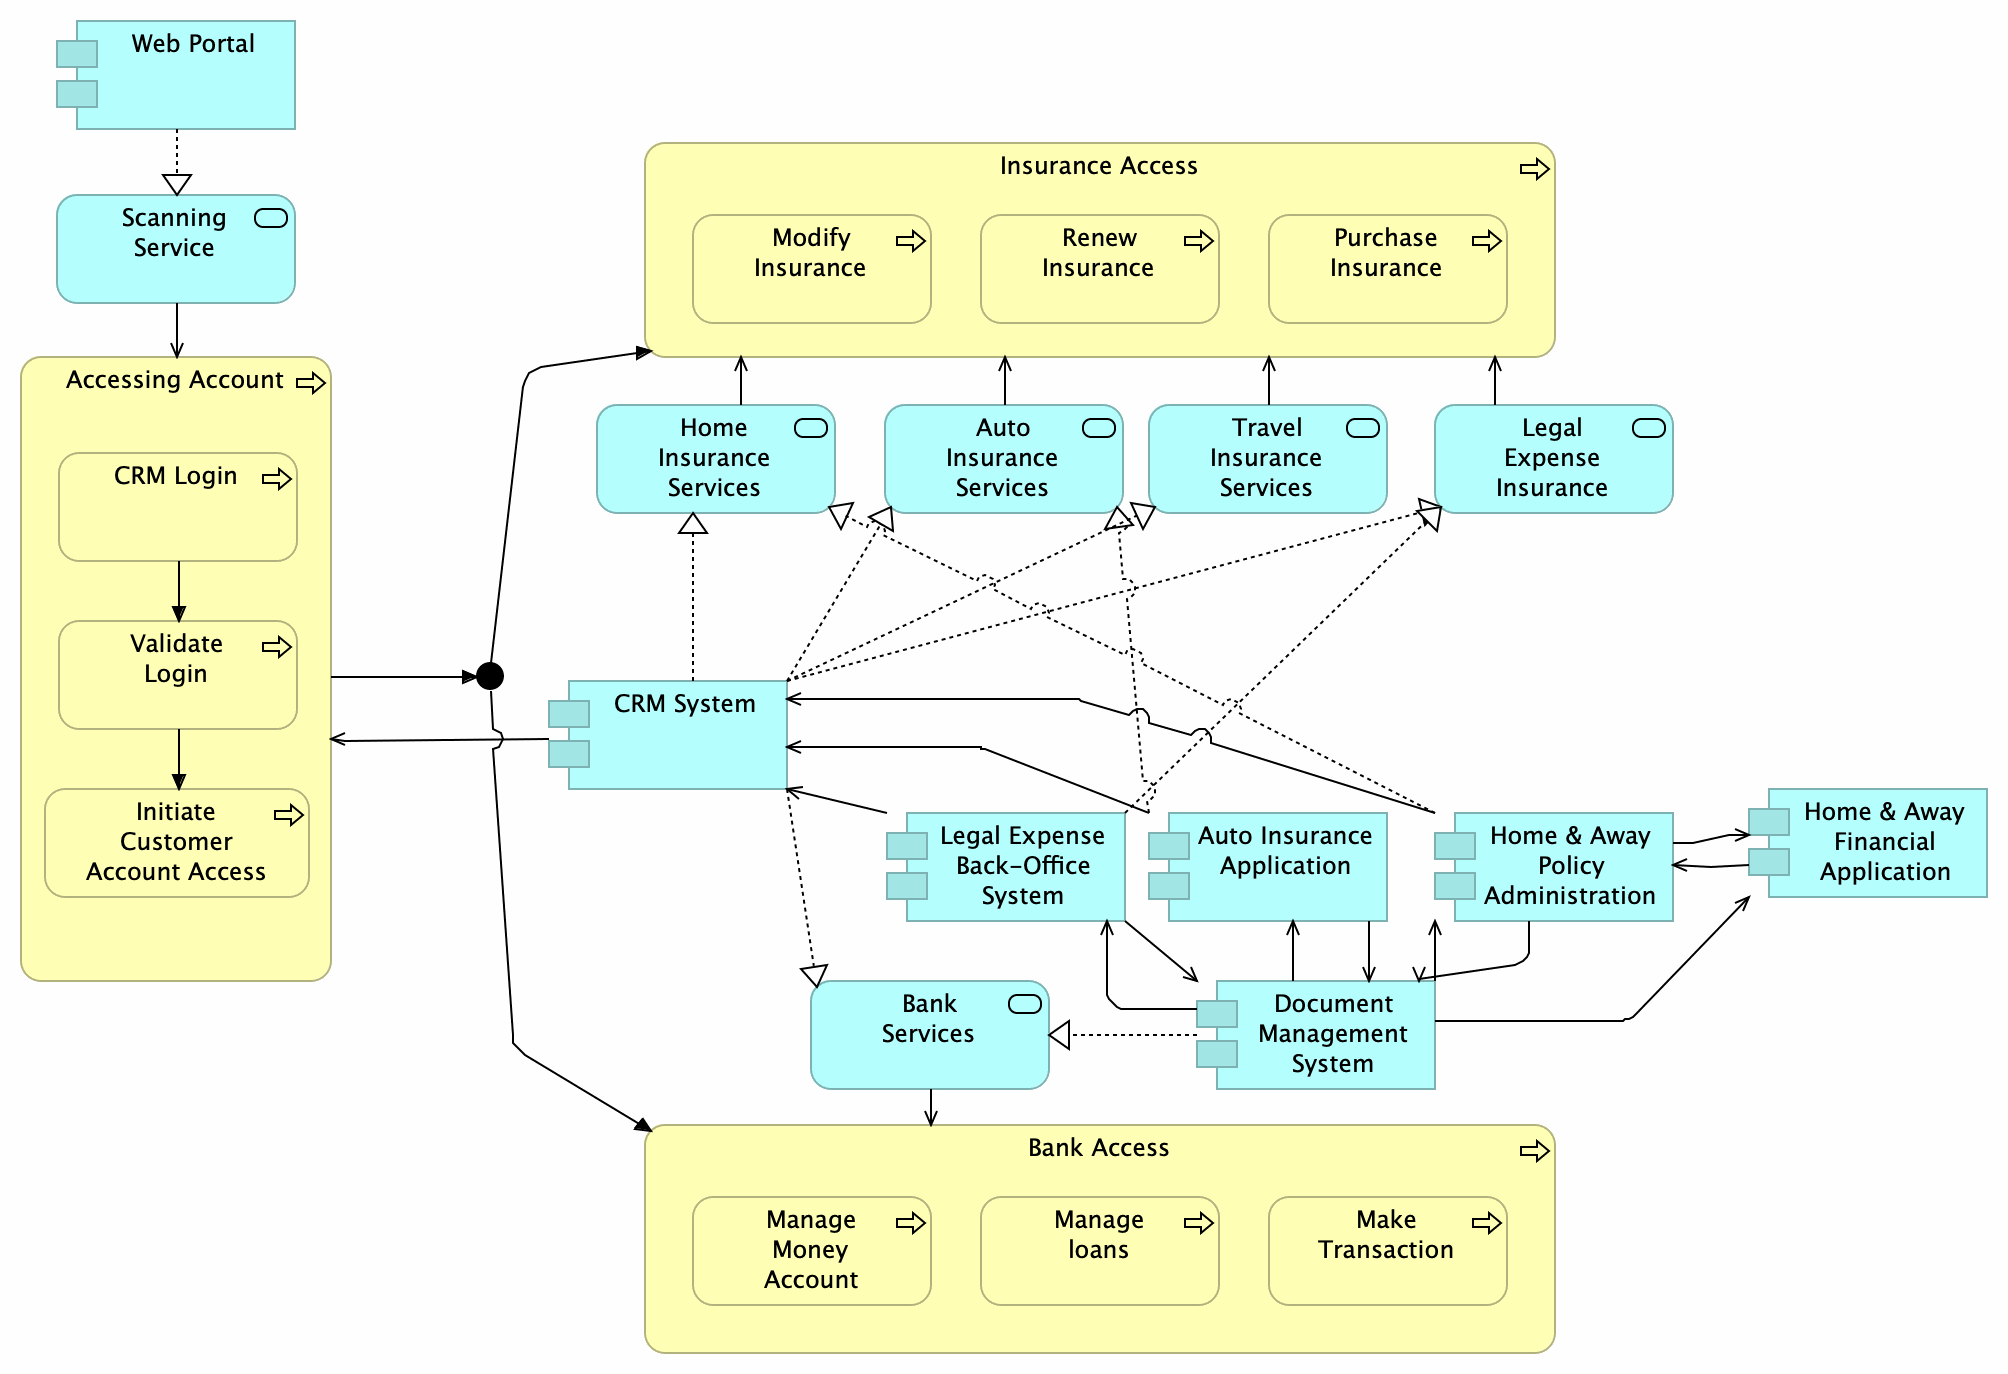 Web Portal
Scanning
Service
Insurance Access
Modify
Insurance
Renew
Insurance
Purchase
Insurance
Accessing Account
CRM Login
Validate
Login
Initiate
Customer
Account Access
Home
Insurance
Services
Auto
Insurance
Services
Travel
Insurance
Services
Legal
Expense
Insurance
CRM System
Legal Expense
Back-Office
System
Auto Insurance
Application
Home & Away
Policy
Administration
Home & Away
Financial
Application
Bank
Services
Document
Management
System
Bank Access
Manage
Money
Account
Manage
loans
Make
Transaction